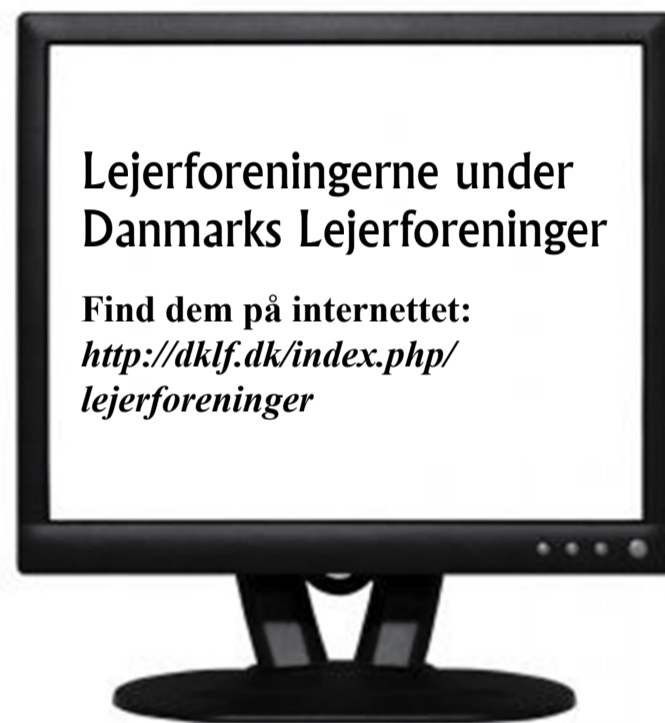 Lejerforeningerne under
Danmarks Lejerforeninger
Find dem på internettet:
http://dklf.dk/index.php/
lejerforeninger